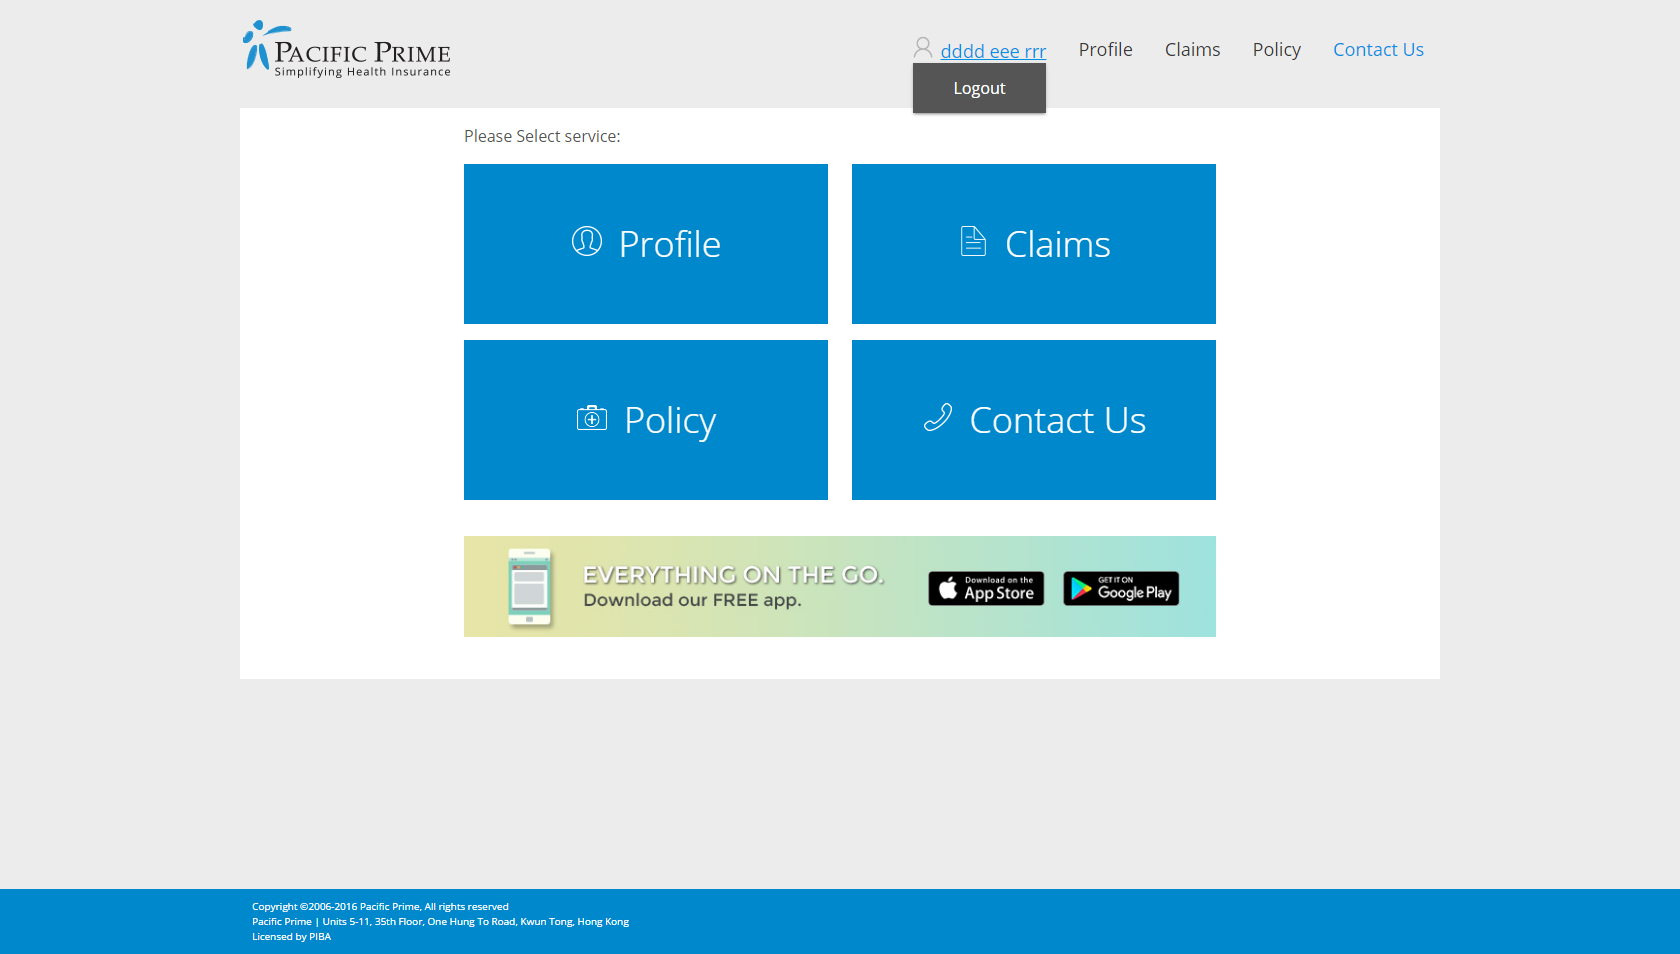 PACIFIC PRIME
Simplifying Health Insurance
dddd eee rrr
Profile
Claims
Policy
Contact Us
Logout
Please Select service:
Profile
Claims
Policy
Contact Us
EVERYTHING ON THE GO.
Download our FREE app.
Download on the
App Store
GET IT ON
Google Play
Copyright ©2006-2016 Pacific Prime, All rights reserved
Pacific Prime | Units 5-11, 35th Floor, One Hung To Road, Kwun Tong, Hong Kong
Licensed by PIBA